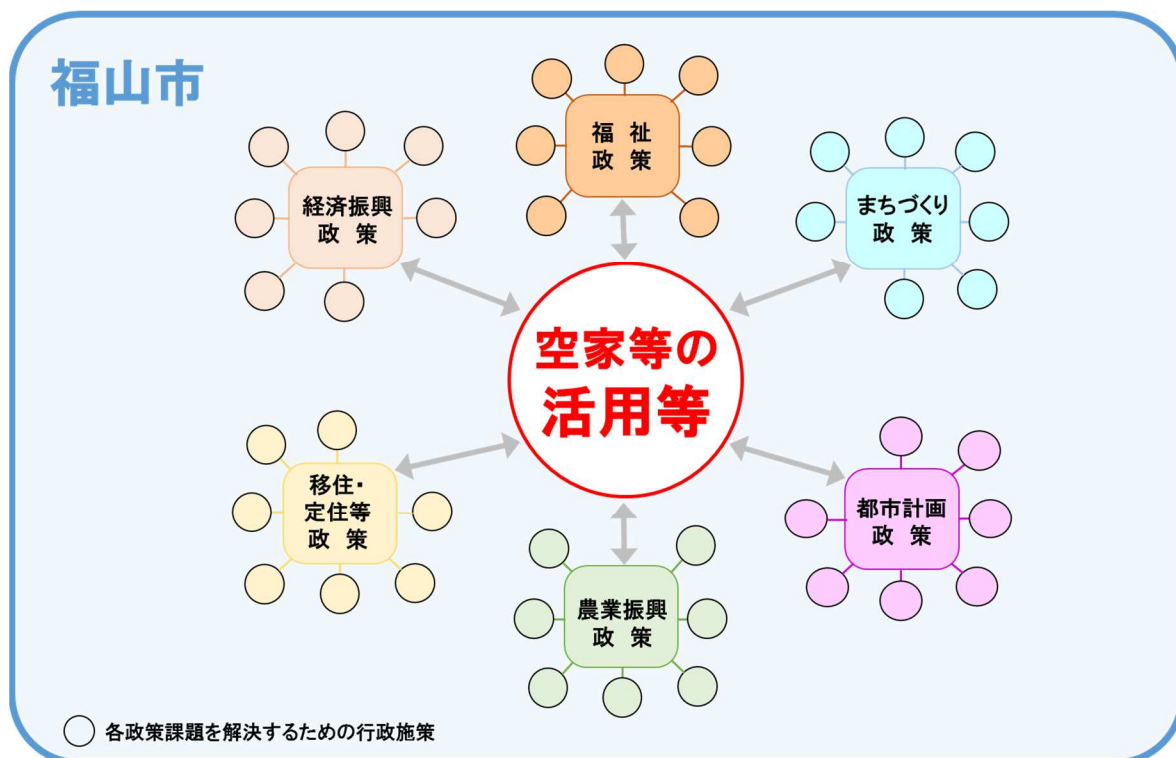 福山市
福 祉
政 策
経済振興
政 策
まちづくり
政 策
空家等の
活用等
移住・
定住等
政 策
都市計画
政 策
農業振興
政 策
各政策課題を解決するための行政施策